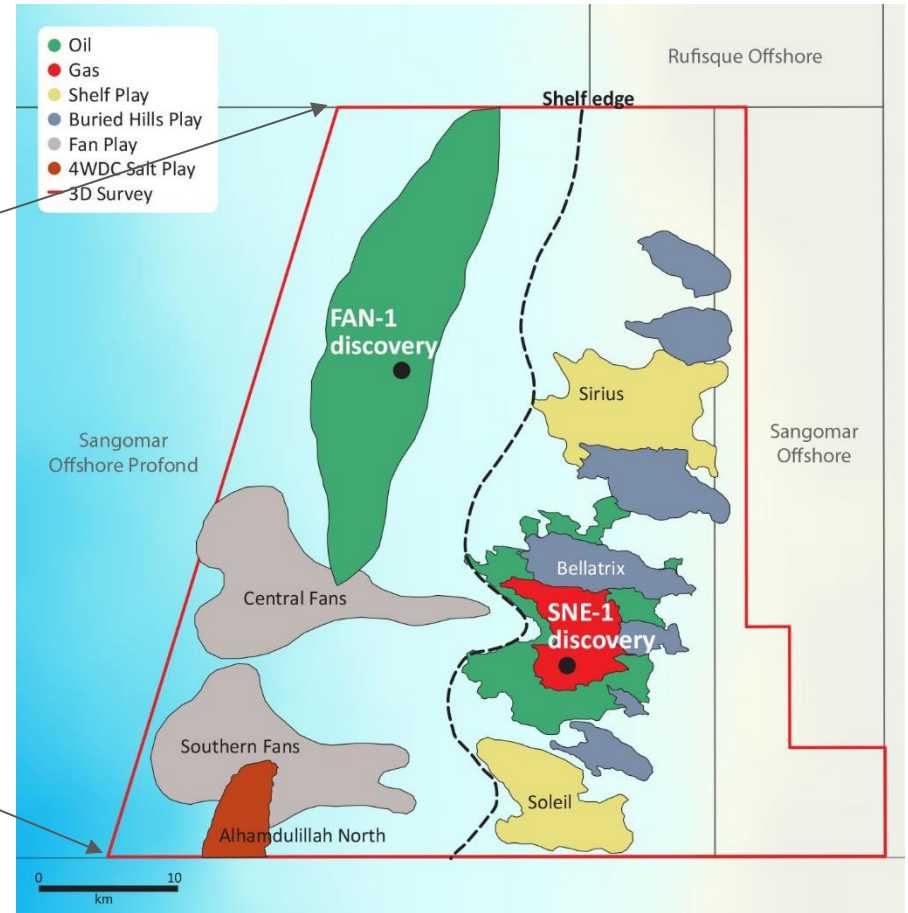 Oil
Gas
Shelf Play
Buried Hills Play
Fan Play
4WDC Salt Play
3D Survey
Rufisque Offshore
Shelf edge
FAN-1
discovery
Sirius
Sangomar
Offshore Profond
Sangomar
Offshore
Bellatrix
Central Fans
SNE-1
discovery
Southern Fans
Soleil
Alhamdulillah North
0 10
km